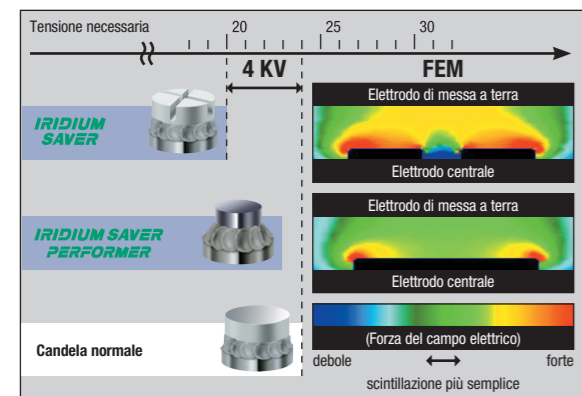 Tensione necessaria
20 25 30
4 KV
FEM
Elettrodo di messa a terra
IRIDIUM
SAVER
Elettrodo centrale
Elettrodo di messa a terra
IRIDIUM SAVER
PERFORMER
Elettrodo centrale
Candela normale
(Forza del campo elettrico)
debole
forte
scintillazione più semplice